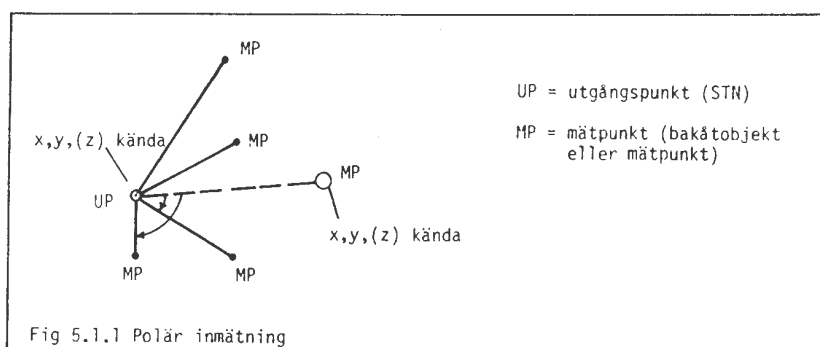 MP
UP = utgångspunkt (STN)
MP = mätpunkt (bakåtobjekt
eller mätpunkt)
x,y,(z) kända
MP
MP
UP
x,y,(z) kända
MP
MP
Fig 5.1.1 Polär inmätning